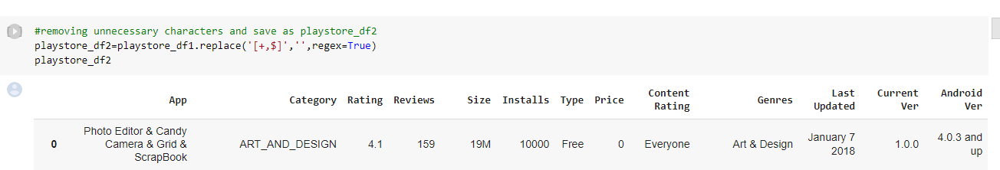 #removing unnecessary characters and save as playstore_df2
playstore_df2=playstore_df1.replace('[+,$]','',regex=True)
playstore_df2
App Category Rating Reviews Size Installs Type Price Content Rating Genres Last Updated Current Ver Android Ver
0 Photo Editor & Candy Camera & Grid & ScrapBook ART_AND_DESIGN 4.1 159 19M 10000 Free 0 Everyone Art & Design January 7 2018 1.0.0 4.0.3 and up